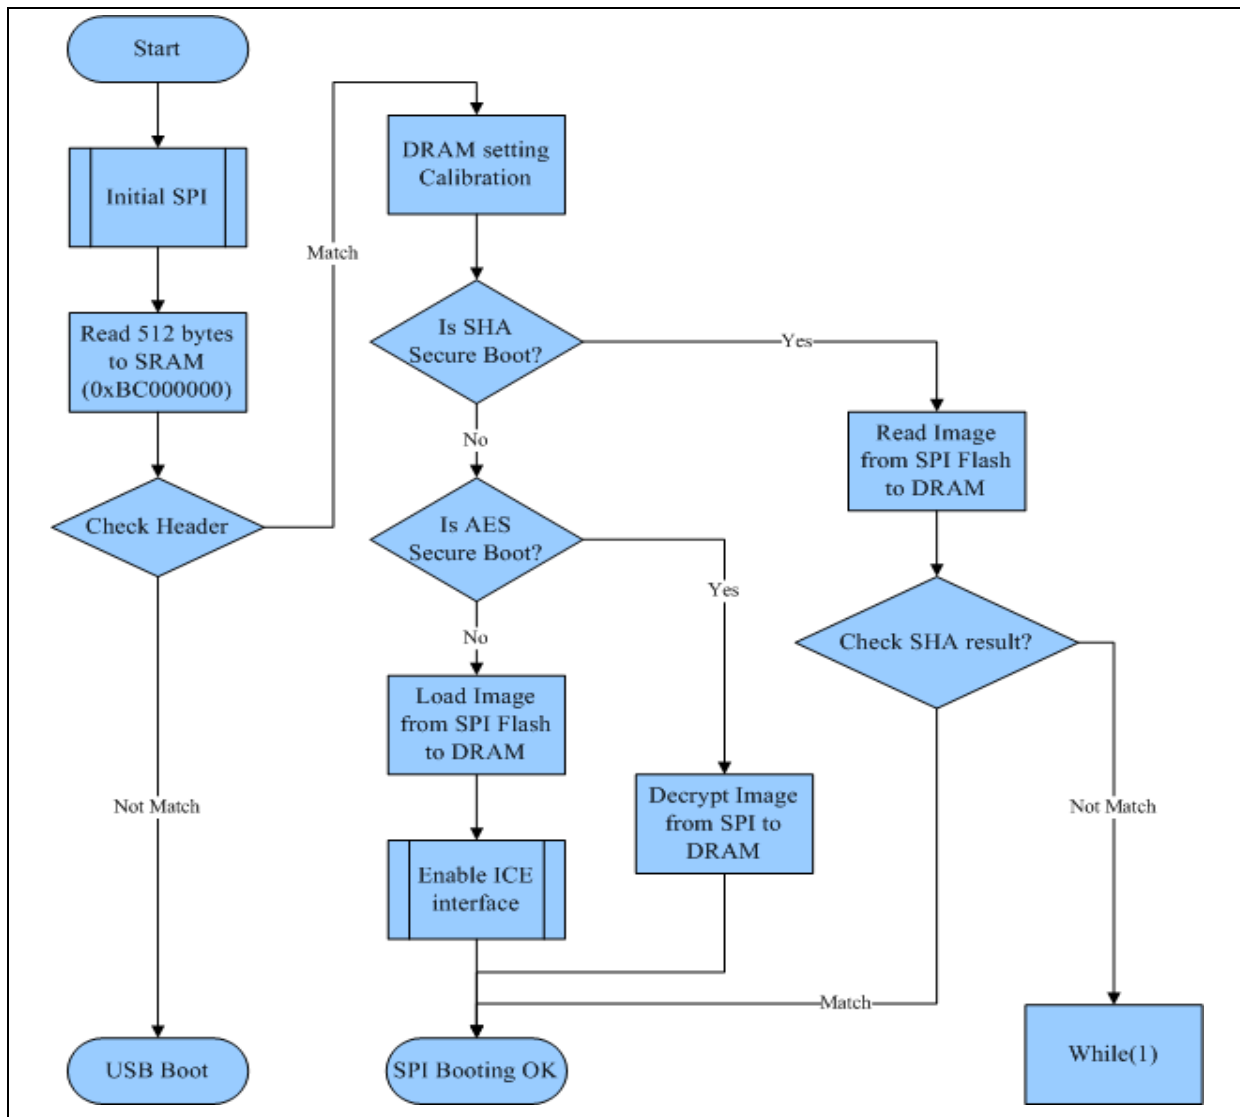 Start
Initial SPI
Read 512 bytes
to SRAM
(0xBC000000)
Check Header
Not Match
USB Boot
Match
DRAM setting
Calibration
Is SHA
Secure Boot?
No
Yes
Is AES
Secure Boot?
No
Yes
Load Image
from SPI Flash
to DRAM
Enable ICE
interface
SPI Booting OK
Decrypt Image
from SPI to
DRAM
Read Image
from SPI Flash
to DRAM
Check SHA result?
Match
Not Match
While(1)